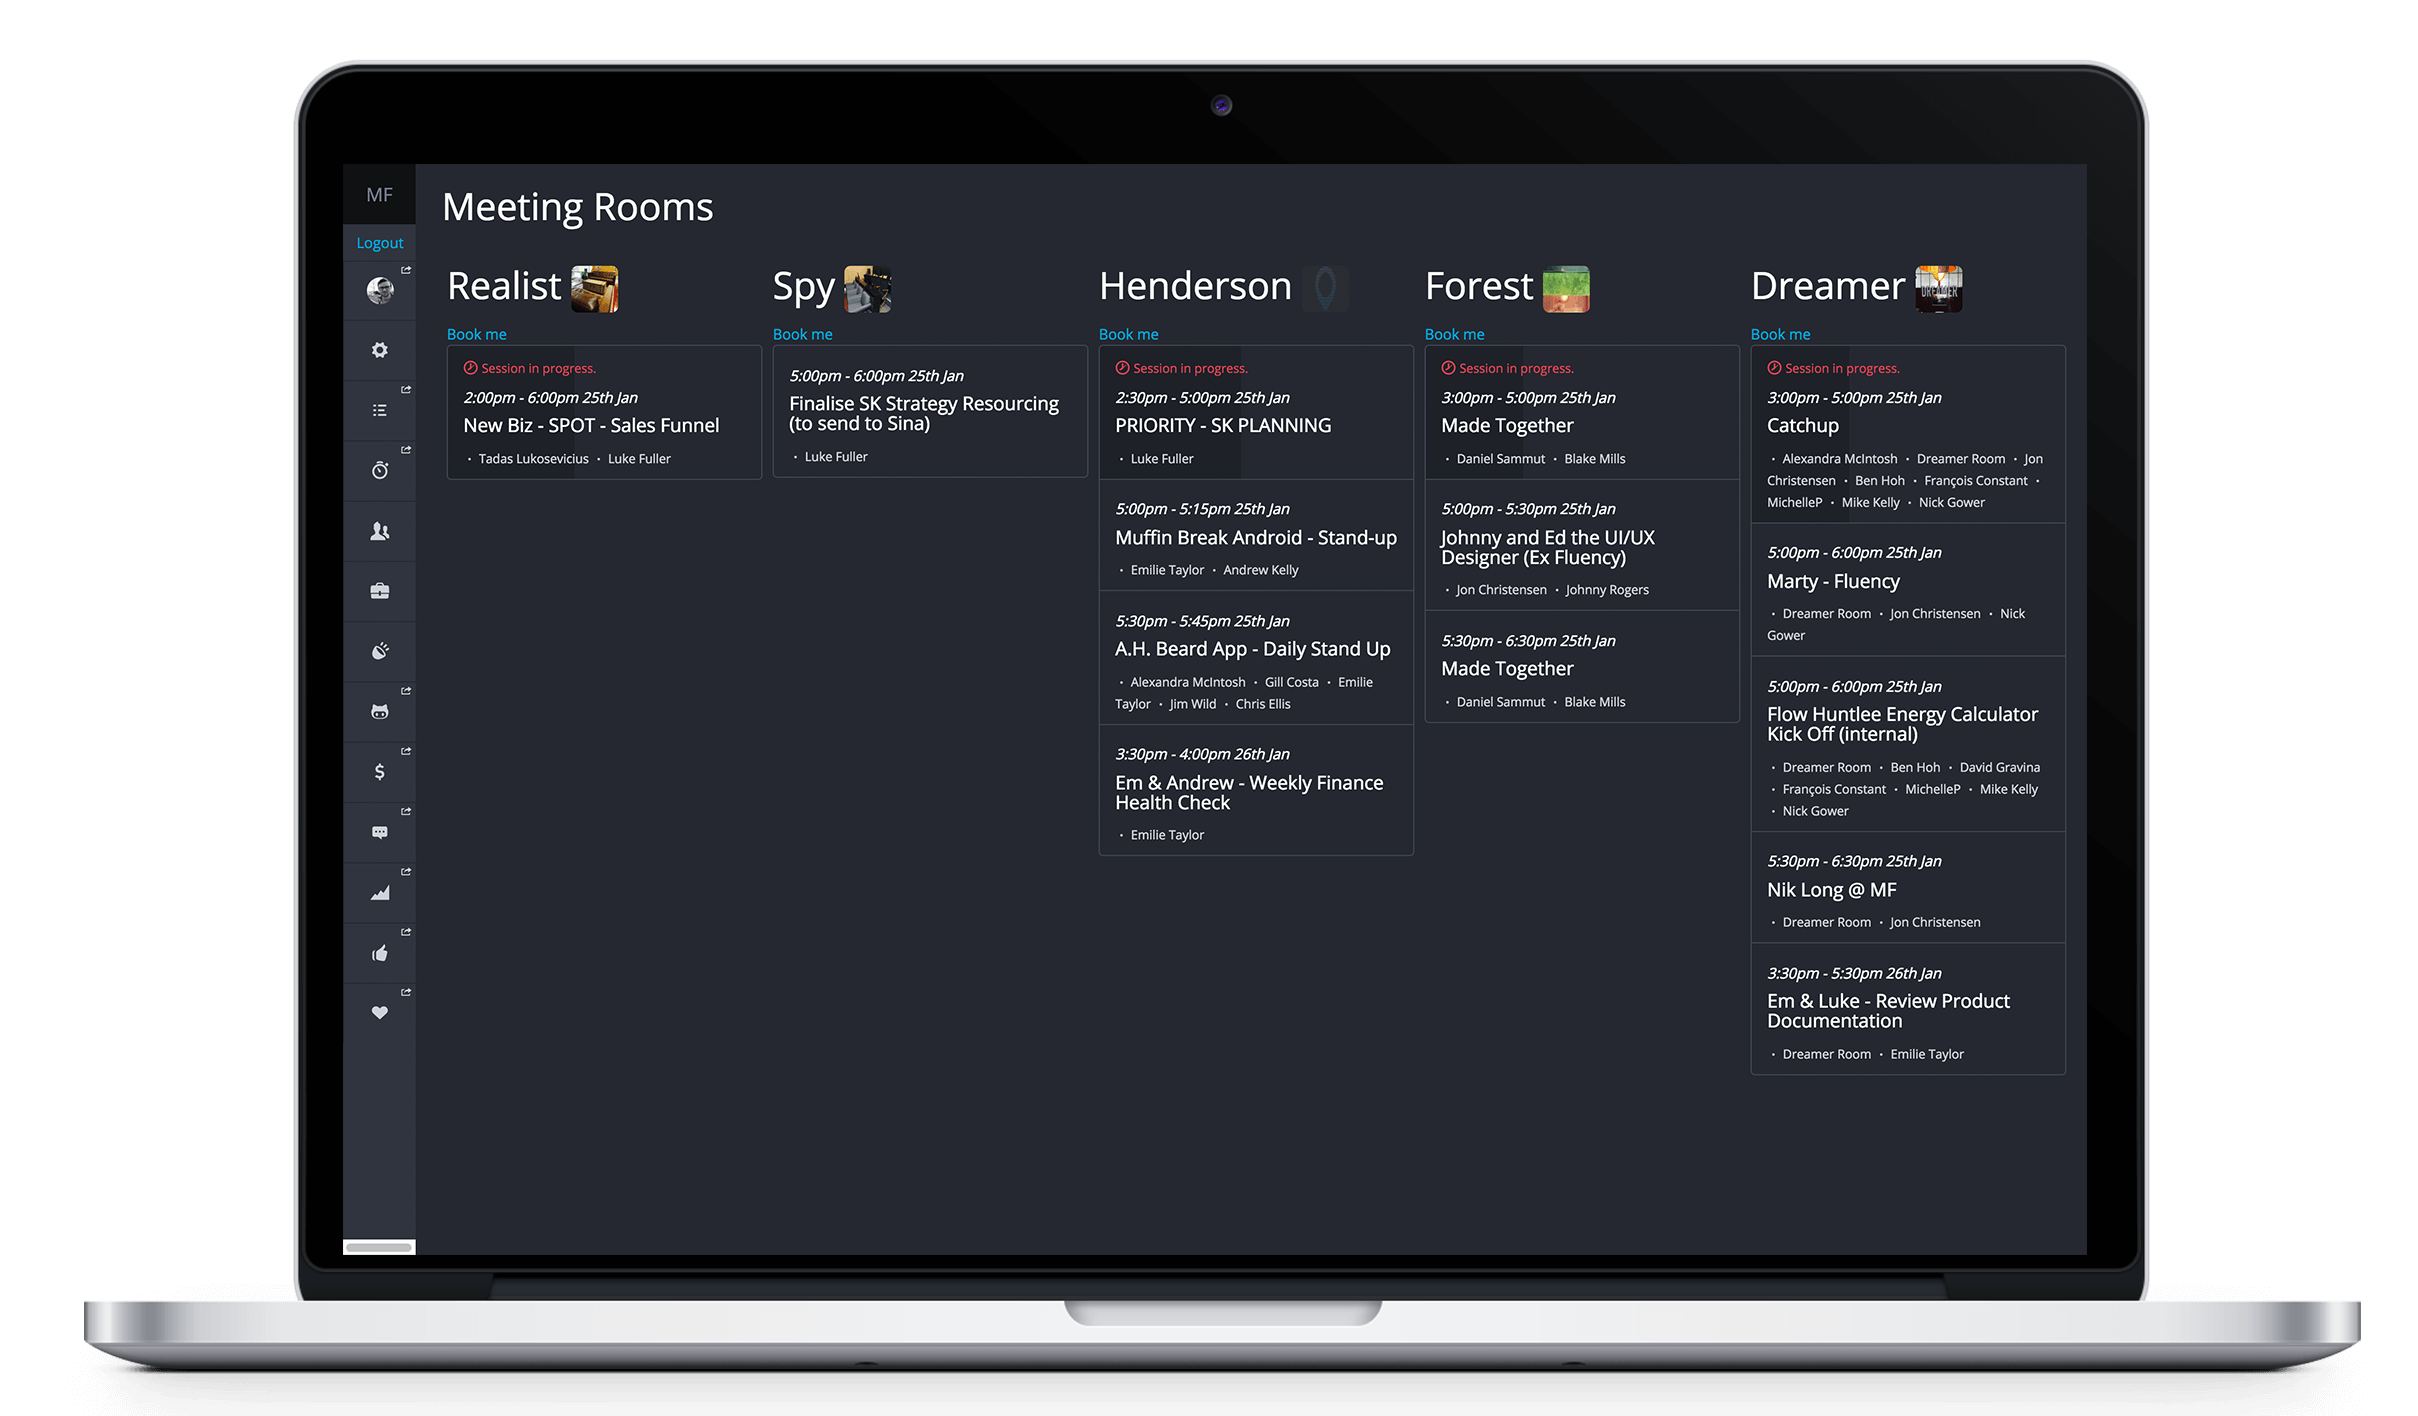 MF
Logout
Meeting Rooms
Realist
Book me
Session in progress.
2:00pm - 6:00pm 25th Jan
New Biz - SPOT - Sales Funnel
• Tadas Lukosevicius • Luke Fuller
Spy
Book me
5:00pm - 6:00pm 25th Jan
Finalise SK Strategy Resourcing
(to send to Sina)
• Luke Fuller
Henderson
Book me
Session in progress.
2:30pm - 5:00pm 25th Jan
PRIORITY - SK PLANNING
• Luke Fuller
5:00pm - 5:15pm 25th Jan
Muffin Break Android - Stand-up
• Emilie Taylor • Andrew Kelly
5:30pm - 5:45pm 25th Jan
A.H. Beard App - Daily Stand Up
• Alexandra McIntosh • Gill Costa • Emilie
Taylor • Jim Wild • Chris Ellis
3:30pm - 4:00pm 26th Jan
Em & Andrew - Weekly Finance
Health Check
• Emilie Taylor
Forest
Book me
Session in progress.
3:00pm - 5:00pm 25th Jan
Made Together
• Daniel Sammut • Blake Mills
5:00pm - 5:30pm 25th Jan
Johnny and Ed the UI/UX
Designer (Ex Fluency)
• Jon Christensen • Johnny Rogers
5:30pm - 6:30pm 25th Jan
Made Together
• Daniel Sammut • Blake Mills
Dreamer
DREAMER
Book me
Session in progress.
3:00pm - 5:00pm 25th Jan
Catchup
• Alexandra McIntosh • Dreamer Room • Jon
Christensen • Ben Hoh • François Constant •
MichelleP • Mike Kelly • Nick Gower
5:00pm - 6:00pm 25th Jan
Marty - Fluency
• Dreamer Room • Jon Christensen • Nick
Gower
5:00pm - 6:00pm 25th Jan
Flow Huntlee Energy Calculator
Kick Off (internal)
• Dreamer Room • Ben Hoh • David Gravina
• François Constant • MichelleP • Mike Kelly
• Nick Gower
5:30pm - 6:30pm 25th Jan
Nik Long @ MF
• Dreamer Room • Jon Christensen
3:30pm - 5:30pm 26th Jan
Em & Luke - Review Product
Documentation
• Dreamer Room • Emilie Taylor